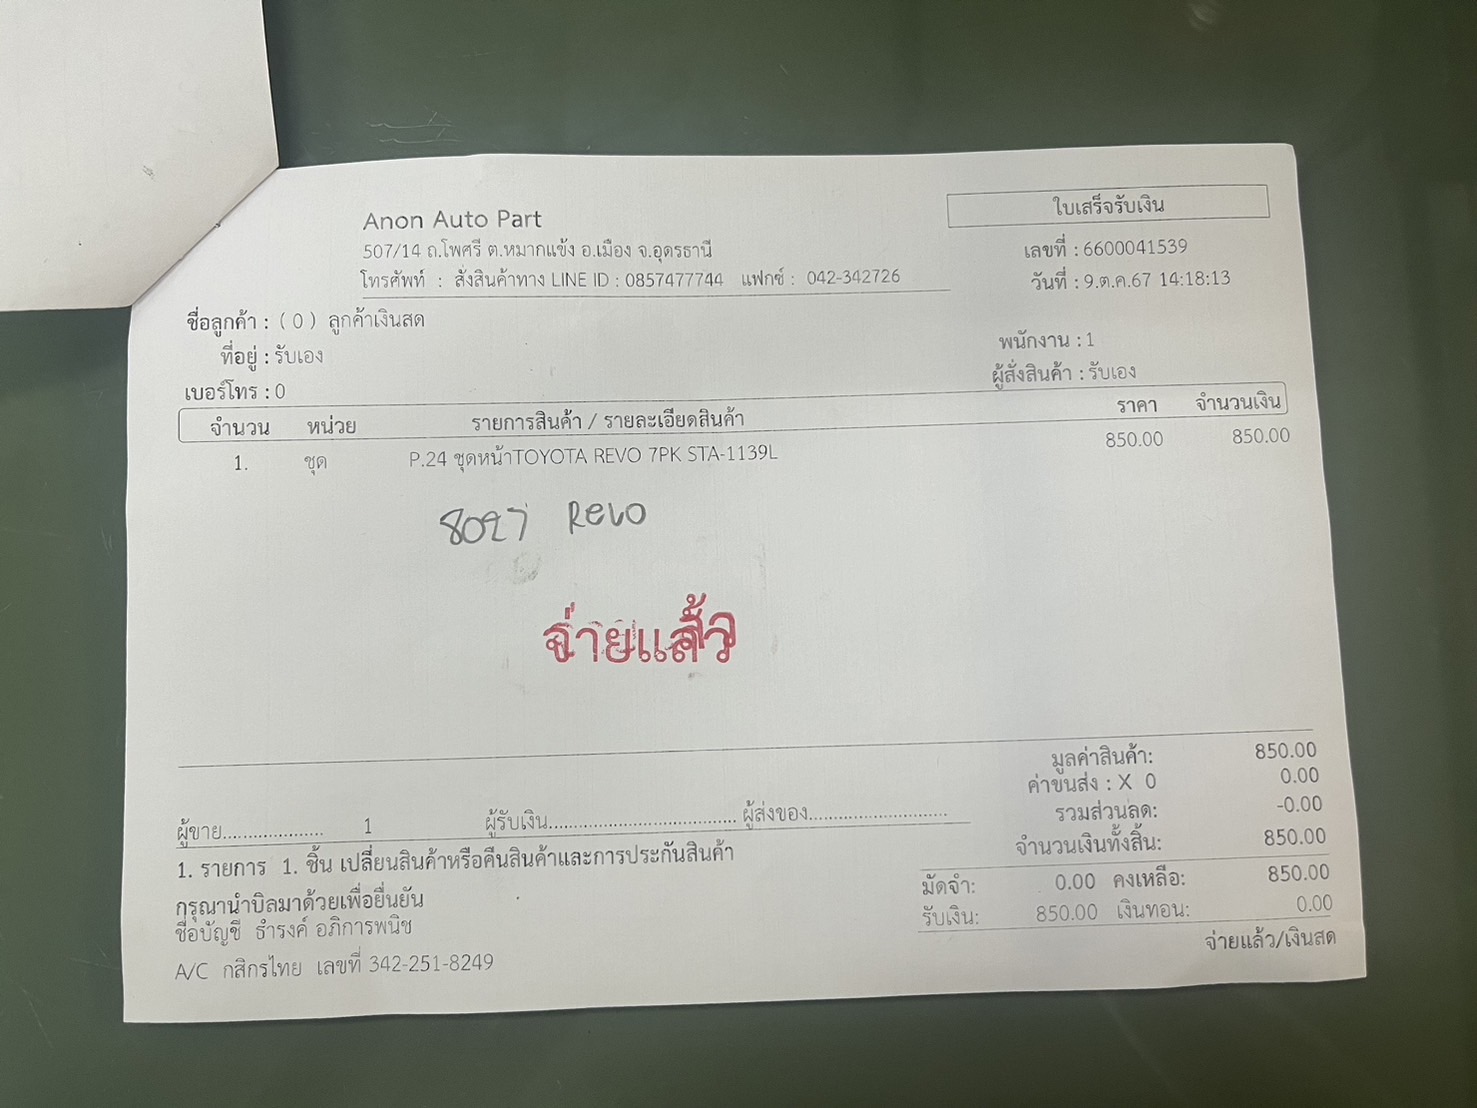 Anon Auto Part
507/14 ถ.โพศรี ต.หมากแข้ง อ.เมือง จ.อุดรธานี
โทรศัพท์ : สั่งสินค้าทาง LINE ID : 0857477744 แฟกซ์ : 042-342726
ใบเสร็จรับเงิน
เลขที่ : 6600041539
วันที่ : 9.ต.ค.67 14:18:13
ชื่อลูกค้า : ( 0 ) ลูกค้าเงินสด
ที่อยู่ : รับเอง
เบอร์โทร : 0
พนักงาน : 1
ผู้สั่งสินค้า : รับเอง
จำนวน หน่วย รายการสินค้า / รายละเอียดสินค้า ราคา จำนวนเงิน
1. ชุด P.24 ชุดหน้าTOYOTA REVO 7PK STA-1139L 850.00 850.00
8027 Revo
จ่ายแล้ว
มูลค่าสินค้า: 850.00
ค่าขนส่ง : X 0 0.00
รวมส่วนลด: -0.00
จำนวนเงินทั้งสิ้น: 850.00
ผู้ขาย.................... 1 ผู้รับเงิน..................................... ผู้ส่งของ...........................
1. รายการ 1. ชิ้น เปลี่ยนสินค้าหรือคืนสินค้าและการประกันสินค้า
กรุณานำบิลมาด้วยเพื่อยื่นยัน
ชื่อบัญชี ธำรงค์ อภิการพนิช
A/C กสิกรไทย เลขที่ 342-251-8249
มัดจำ: 0.00 คงเหลือ: 850.00
รับเงิน: 850.00 เงินทอน: 0.00
จ่ายแล้ว/เงินสด